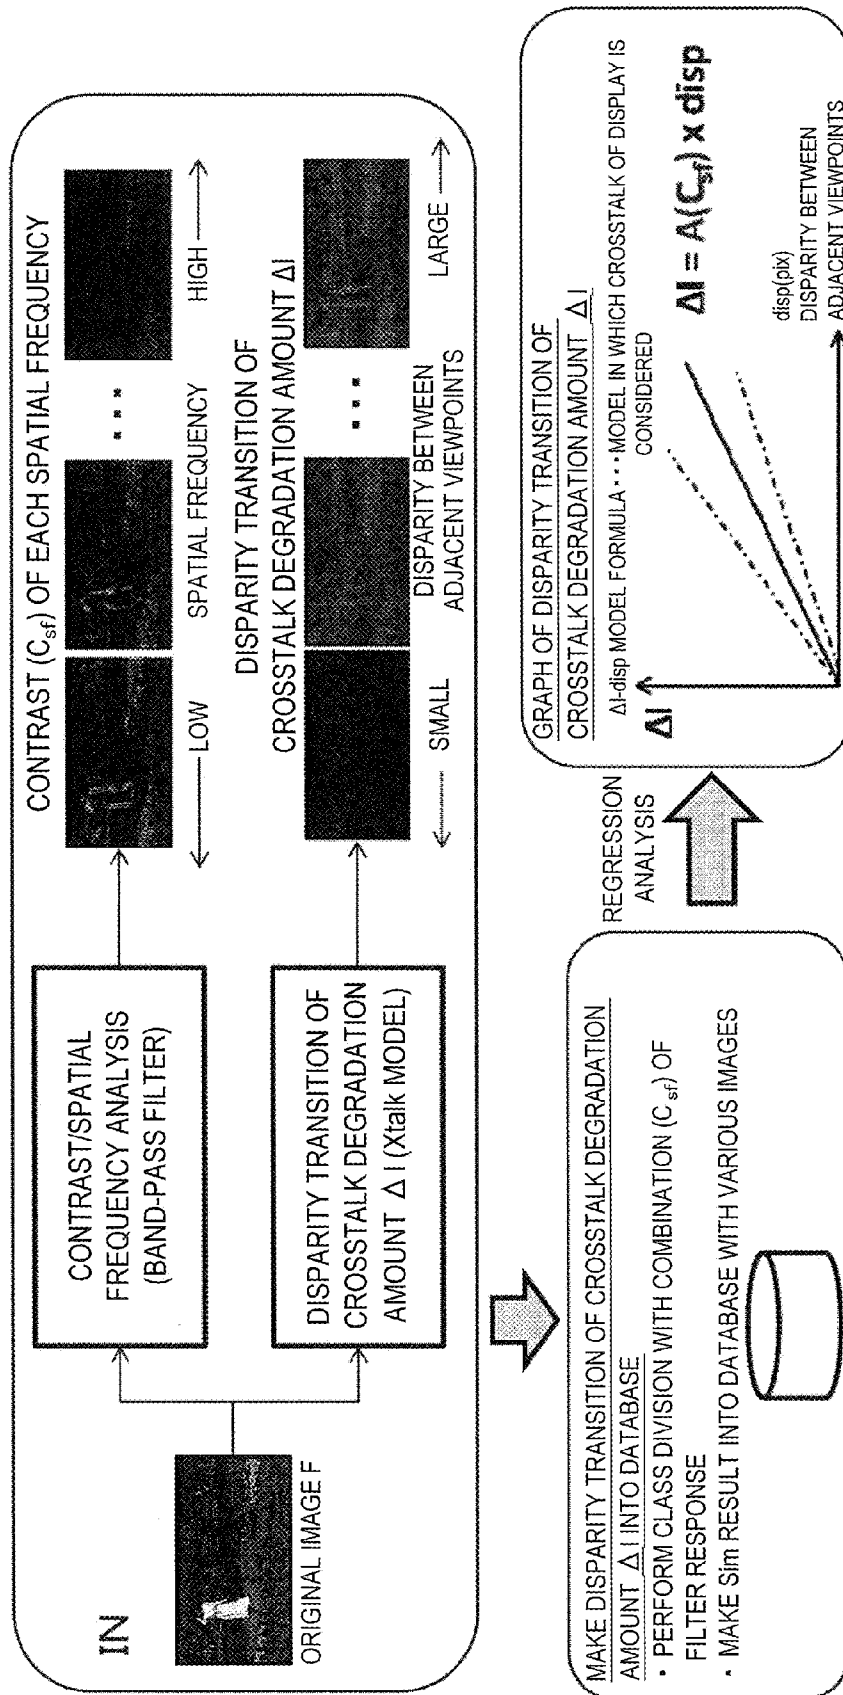 IN
ORIGINAL IMAGE F
CONTRAST/SPATIAL
FREQUENCY ANALYSIS
(BAND-PASS FILTER)
DISPARITY TRANSITION OF
CROSSTALK DEGRADATION
AMOUNT ΔI (Xtalk MODEL)
CONTRAST (Csf) OF EACH SPATIAL FREQUENCY
LOW
SPATIAL FREQUENCY
HIGH
DISPARITY TRANSITION OF
CROSSTALK DEGRADATION AMOUNT ΔI
SMALL
DISPARITY BETWEEN
ADJACENT VIEWPOINTS
LARGE
MAKE DISPARITY TRANSITION OF CROSSTALK DEGRADATION
AMOUNT ΔI INTO DATABASE
• PERFORM CLASS DIVISION WITH COMBINATION (Csf) OF
FILTER RESPONSE
• MAKE Sim RESULT INTO DATABASE WITH VARIOUS IMAGES
REGRESSION
ANALYSIS
GRAPH OF DISPARITY TRANSITION OF
CROSSTALK DEGRADATION AMOUNT ΔI
ΔI-disp MODEL FORMULA ・・・MODEL IN WHICH CROSSTALK OF DISPLAY IS
CONSIDERED
ΔI
ΔI = A(Csf) x disp
disp(pix)
DISPARITY BETWEEN
ADJACENT VIEWPOINTS